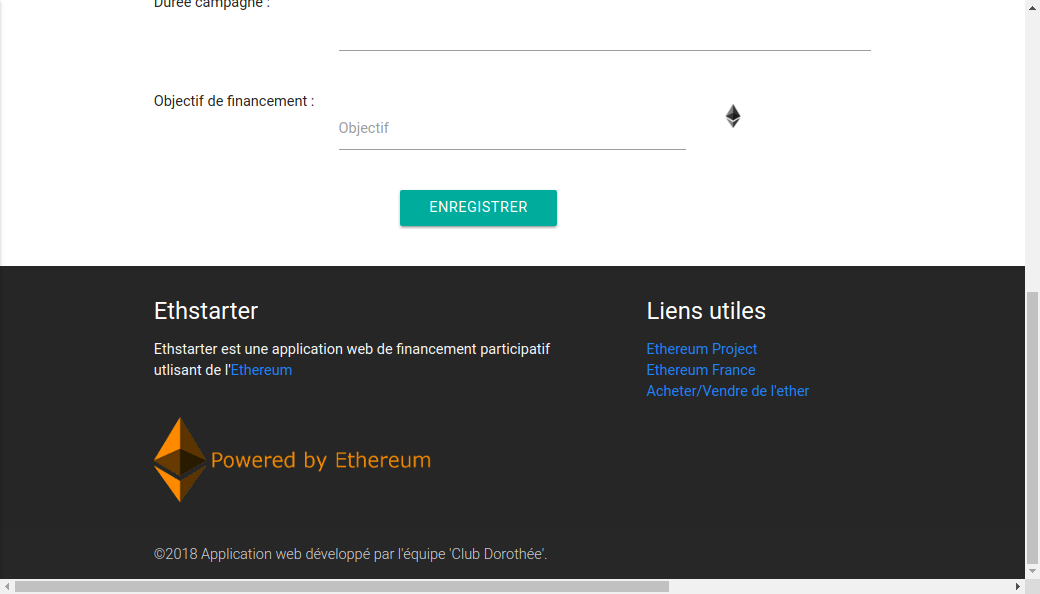 Durée campagne :
Objectif de financement :
Objectif
ENREGISTRER
Ethstarter
Ethstarter est une application web de financement participatif
utlisant de l'Ethereum
Powered by Ethereum
Liens utiles
Ethereum Project
Ethereum France
Acheter/Vendre de l'ether
©2018 Application web développé par l'équipe 'Club Dorothée'.